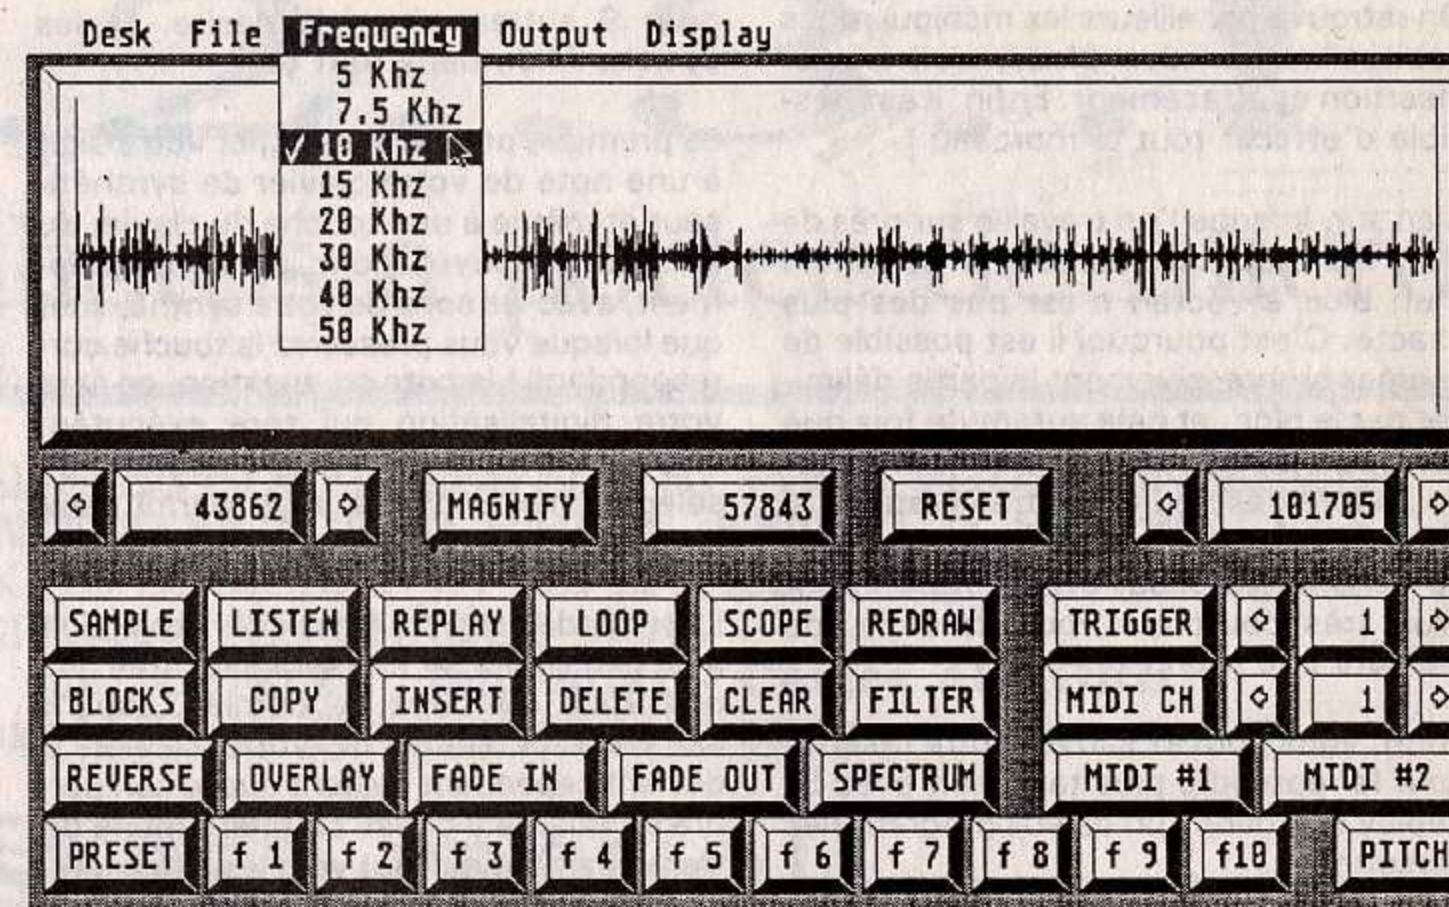 Desk File Frequency Output Display
5 Khz
7.5 Khz
10 Khz
15 Khz
20 Khz
30 Khz
40 Khz
50 Khz
43862 MAGNIFY 57843 RESET 101705
SAMPLE LISTEN REPLAY LOOP SCOPE REDRAW TRIGGER 1
BLOCKS COPY INSERT DELETE CLEAR FILTER MIDI CH 1
REVERSE OVERLAY FADE IN FADE OUT SPECTRUM MIDI #1 MIDI #2
PRESET f 1 f 2 f 3 f 4 f 5 f 6 f 7 f 8 f 9 f10 PITCH